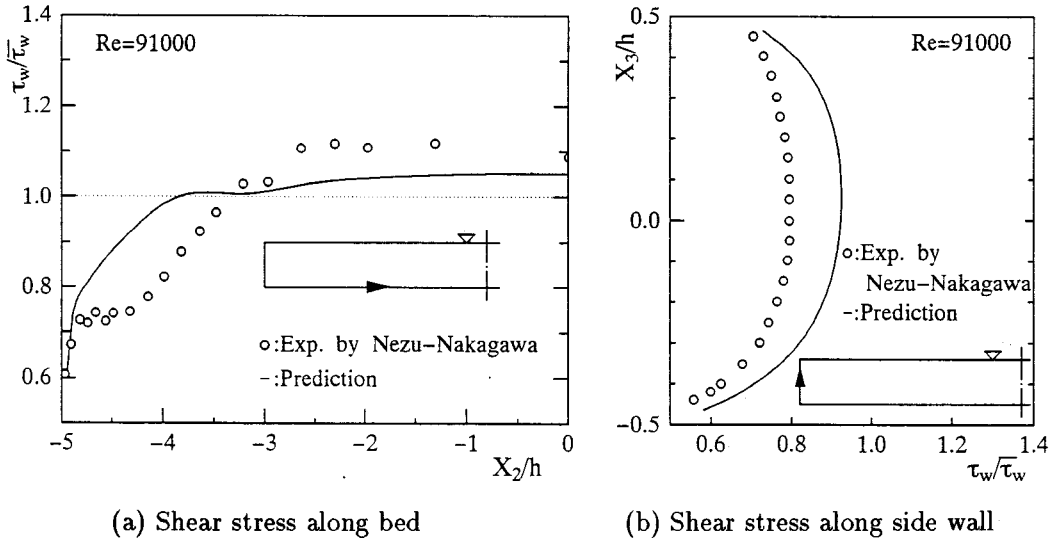 1.4
Re=91000
τw/τ̄w
1.2
1.0
0.8
0.6
o:Exp. by Nezu-Nakagawa
-:Prediction
-5 -4 -3 -2 -1 0
X2/h
(a) Shear stress along bed
0.5
Re=91000
X3/h
0.0
o:Exp. by
Nezu-Nakagawa
-:Prediction
-0.5
0.6 0.8 1.0 1.2 1.4
τw/τ̄w
(b) Shear stress along side wall